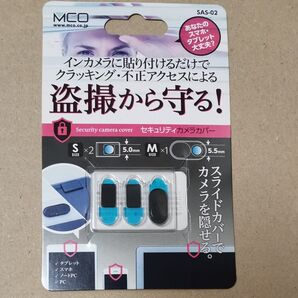 MCO
www.mco.co.jp
SAS-02
あなたの
スマホ・
タブレット
大丈夫?
インカメラに貼り付けるだけで
クラッキング・不正アクセスによる
盗撮から守る!
Security camera cover
セキュリティカメラカバー
S SIZE ×2 5.0mm
M SIZE ×1 5.5mm
スライドカバーで
カメラを隠せる。
✓ タブレット
✓ スマホ
✓ ノートPC
✓ PC